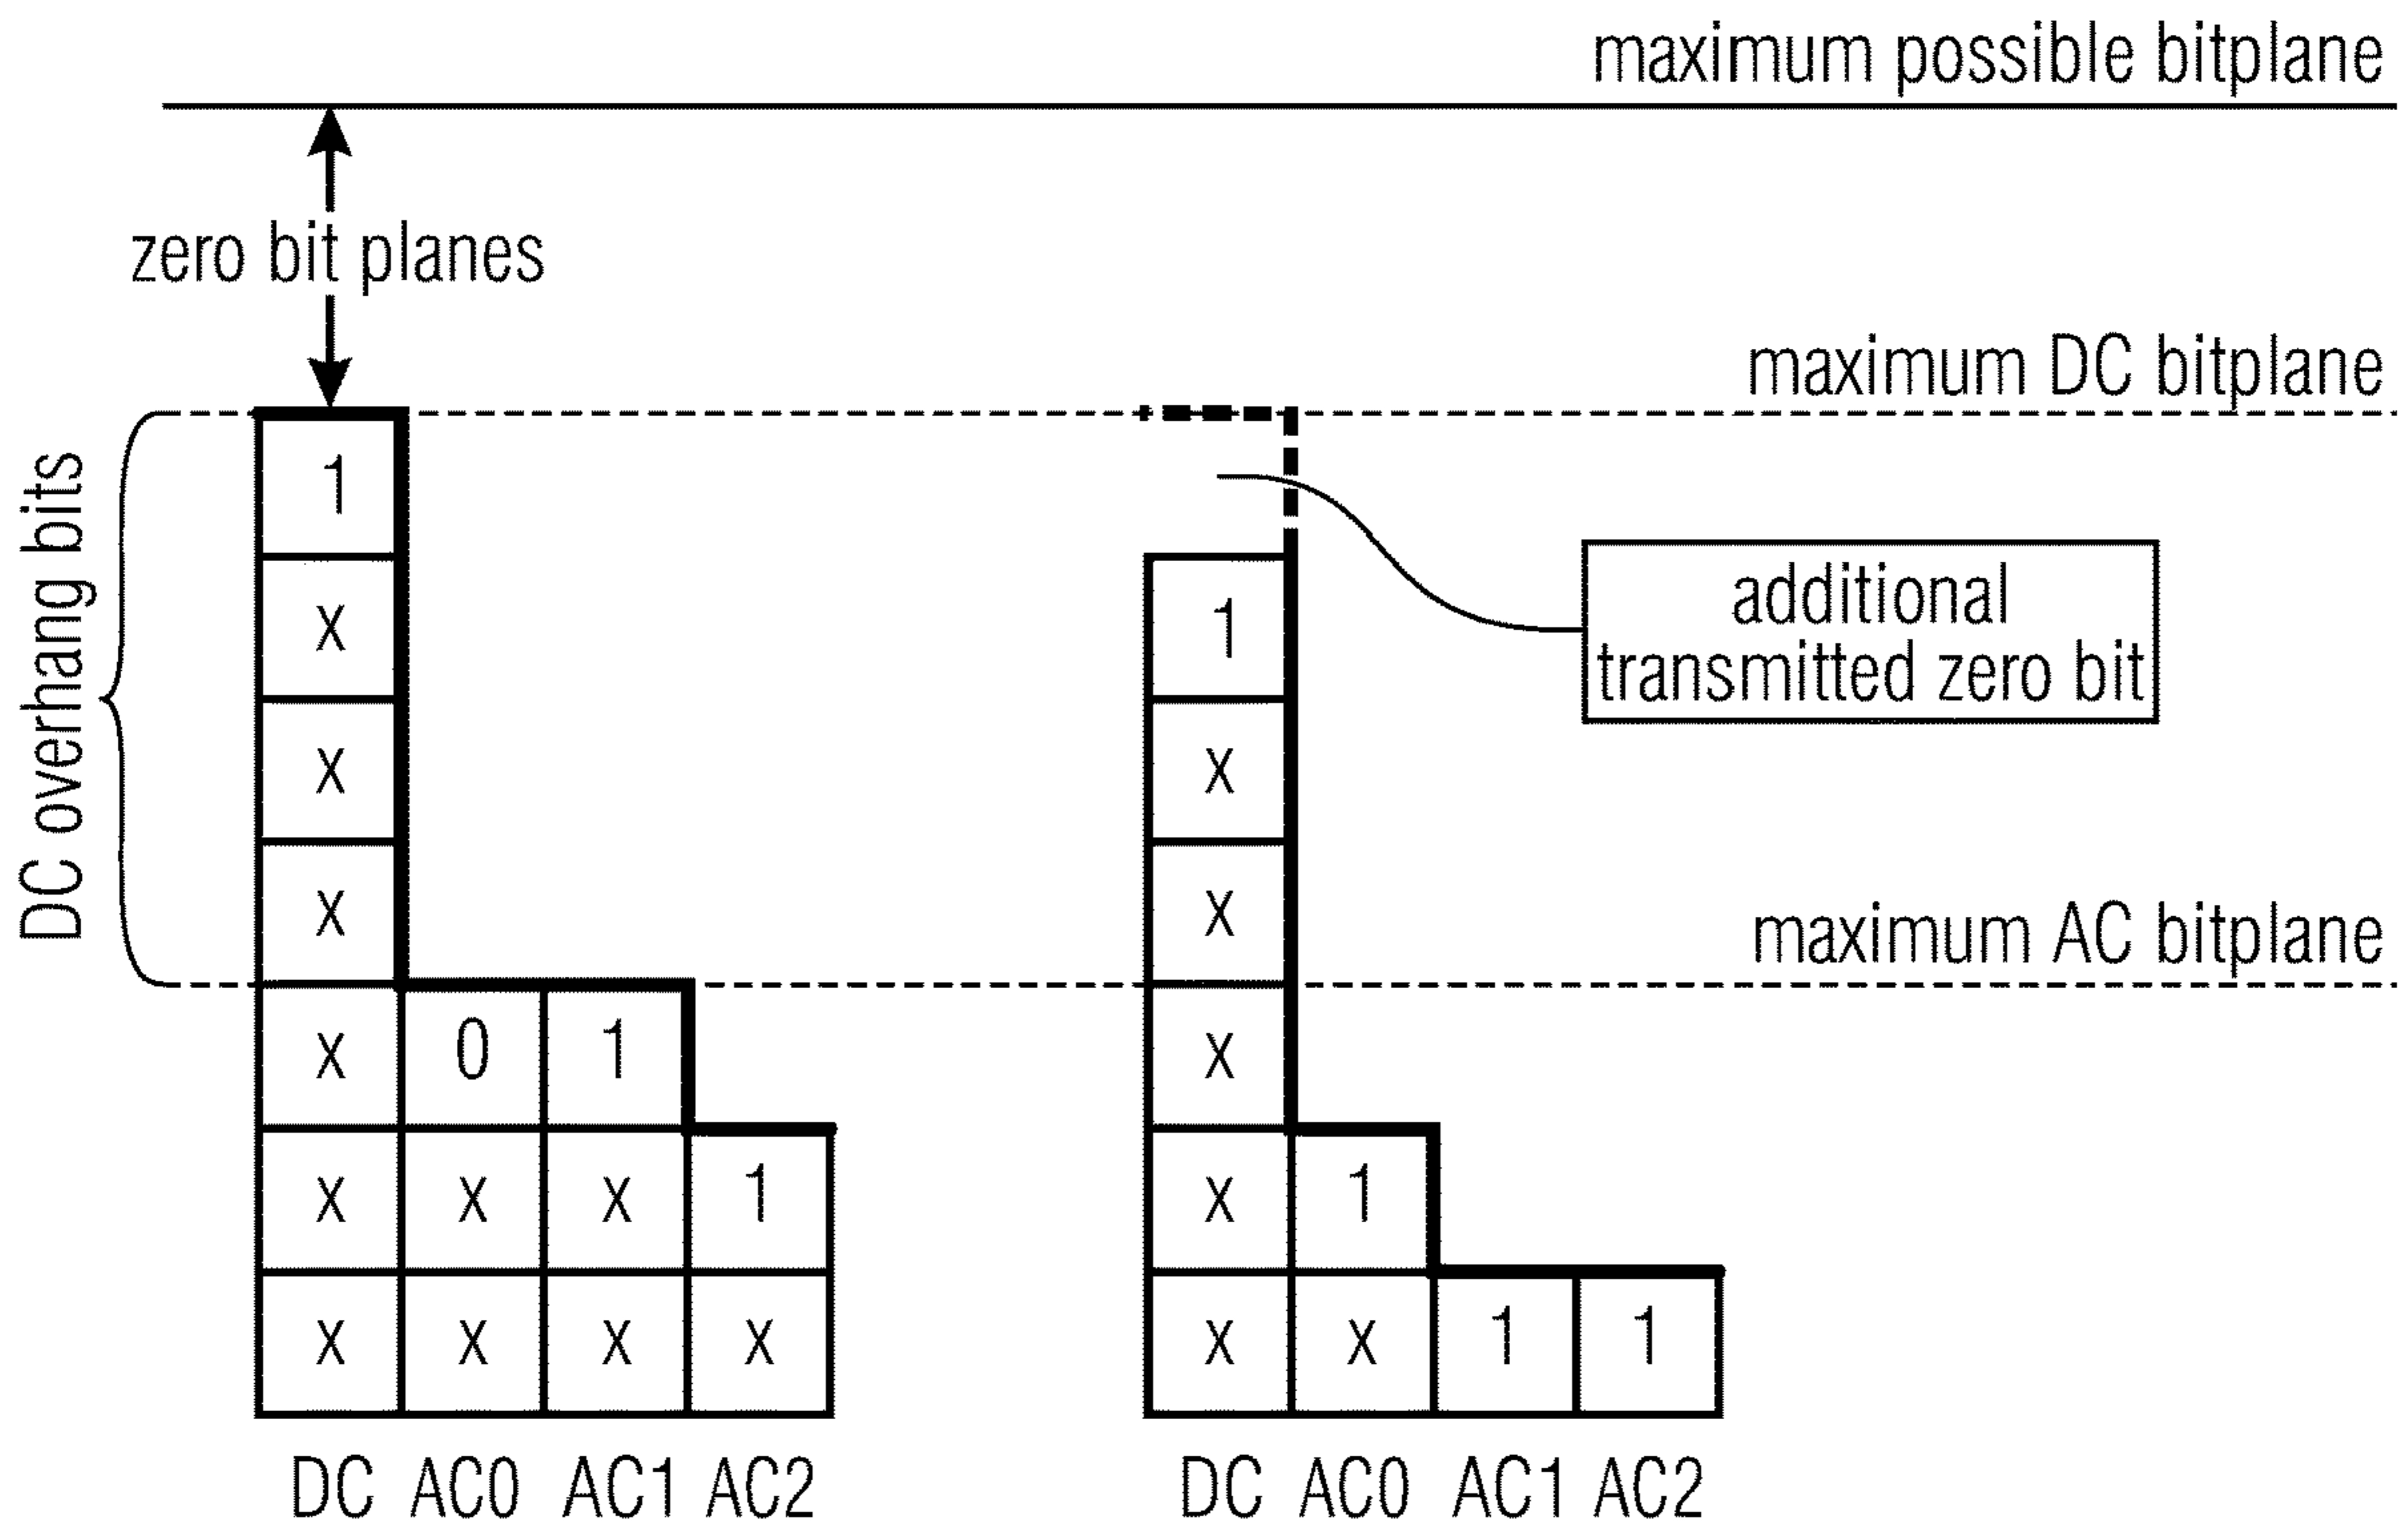 maximum possible bitplane
zero bit planes
maximum DC bitplane
DC overhang bits
1
x 1
additional
transmitted zero bit
x x
x x
maximum AC bitplane
x 0 1 x
x x x 1 x 1
x x x x x x 1 1
DC AC0 AC1 AC2 DC AC0 AC1 AC2